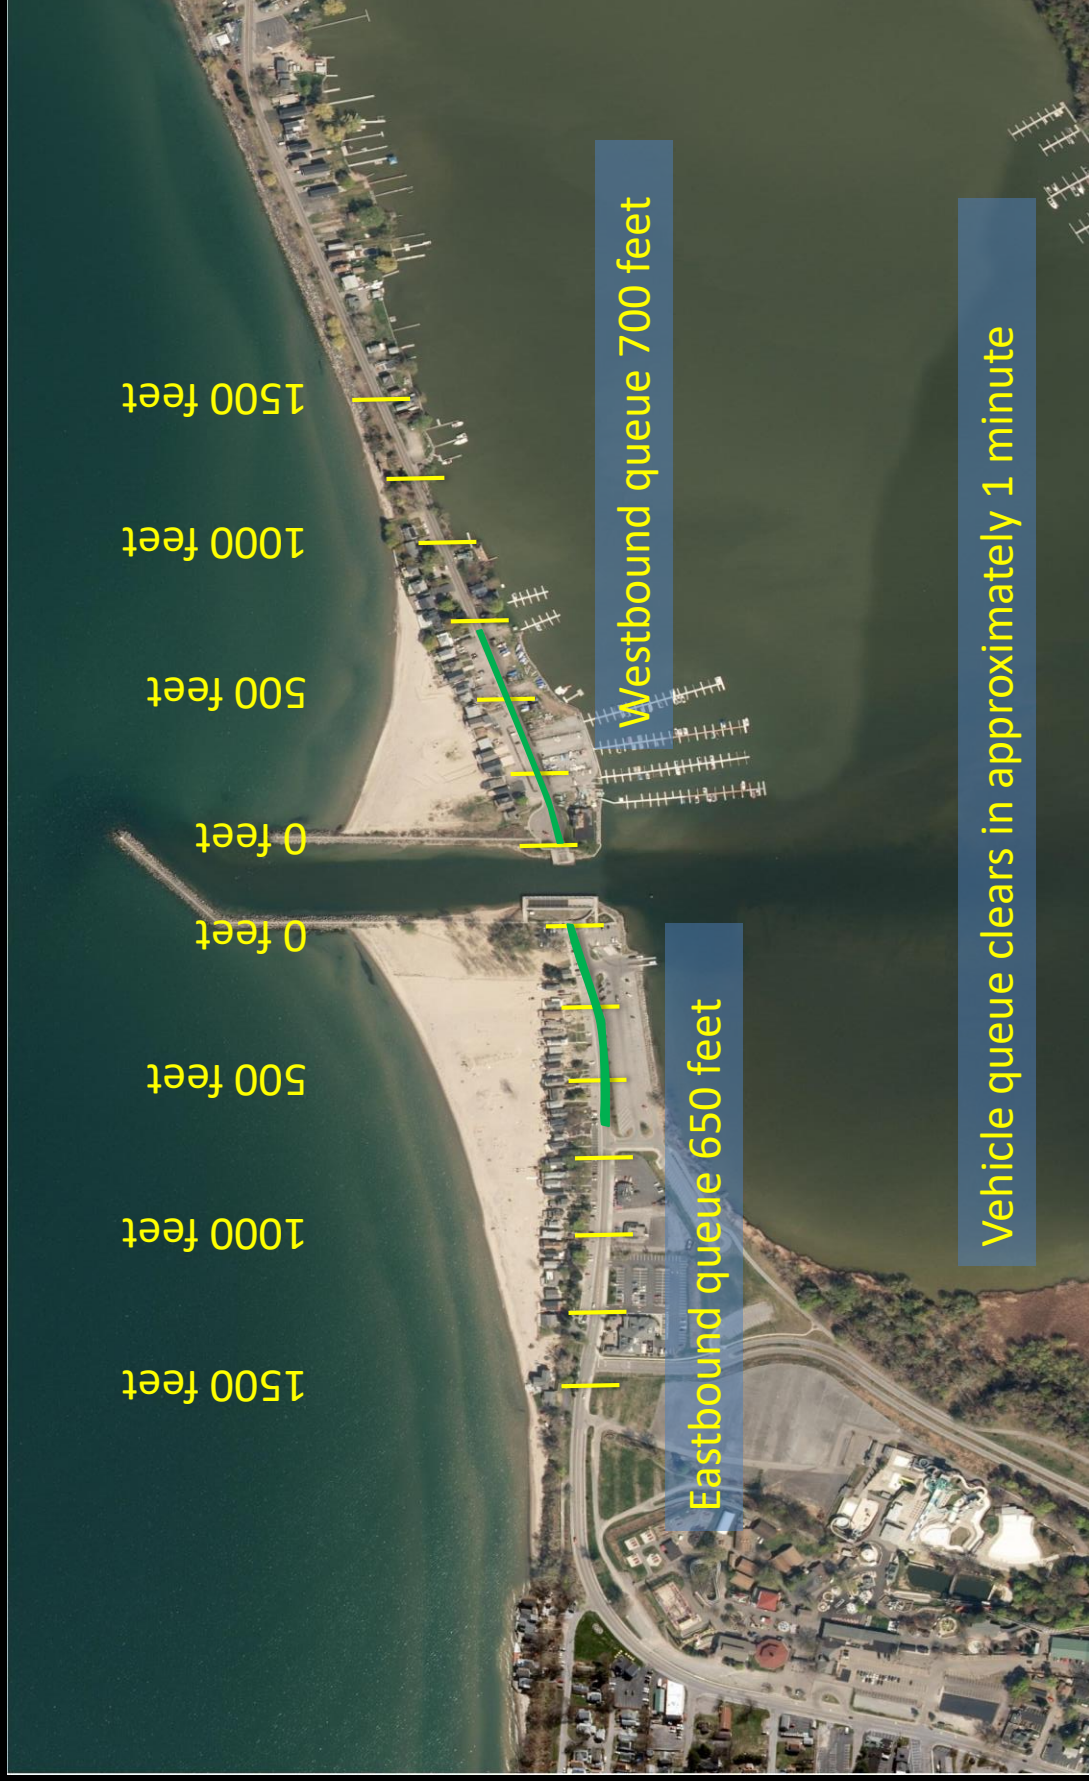 1500 feet
1000 feet
500 feet
0 feet
0 feet
500 feet
1000 feet
1500 feet
Westbound queue 700 feet
Eastbound queue 650 feet
Vehicle queue clears in approximately 1 minute